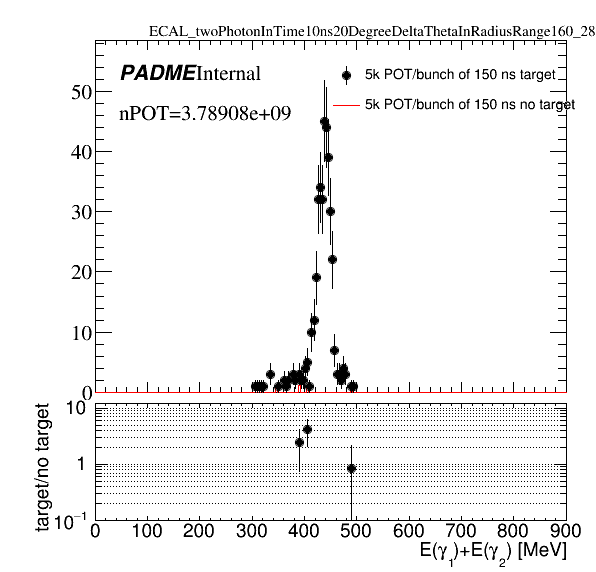 ECAL_twoPhotonInTime10ns20DegreeDeltaThetaInRadiusRange160_28
PADME Internal
5k POT/bunch of 150 ns target
nPOT=3.78908e+09
5k POT/bunch of 150 ns no target
50
40
30
20
10
0
target/no target
10
1
10⁻¹
0 100 200 300 400 500 600 700 800 900
E(γ₁)+E(γ₂) [MeV]